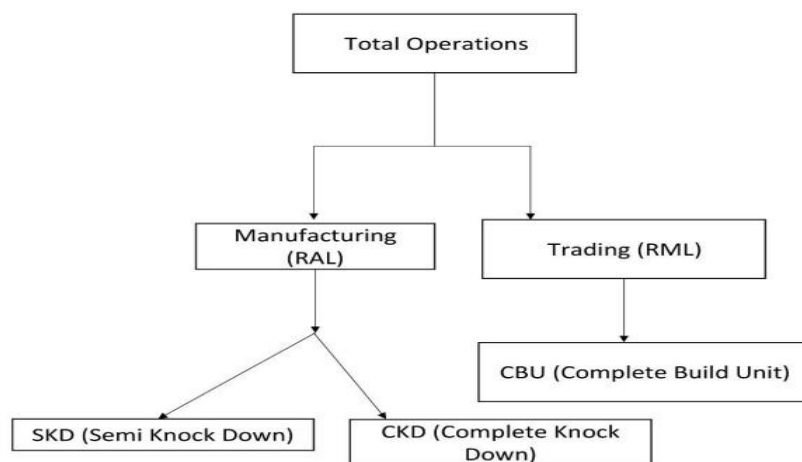 Total Operations
Manufacturing
(RAL)
Trading (RML)
CBU (Complete Build Unit)
SKD (Semi Knock Down)
CKD (Complete Knock
Down)